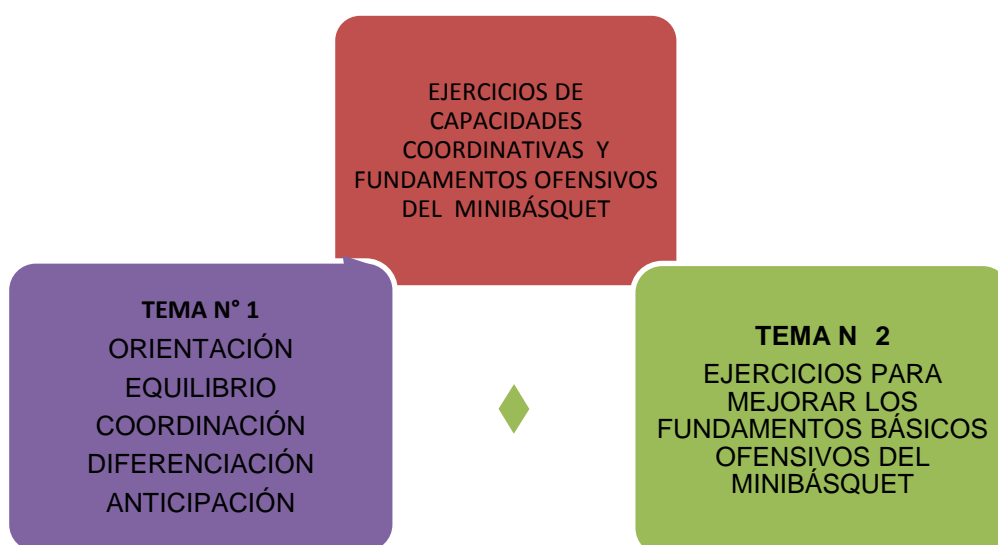 EJERCICIOS DE
CAPACIDADES
COORDINATIVAS Y
FUNDAMENTOS OFENSIVOS
DEL MINIBÁSQUET
TEMA N° 1
ORIENTACIÓN
EQUILIBRIO
COORDINACIÓN
DIFERENCIACIÓN
ANTICIPACIÓN
TEMA N 2
EJERCICIOS PARA
MEJORAR LOS
FUNDAMENTOS BÁSICOS
OFENSIVOS DEL
MINIBÁSQUET